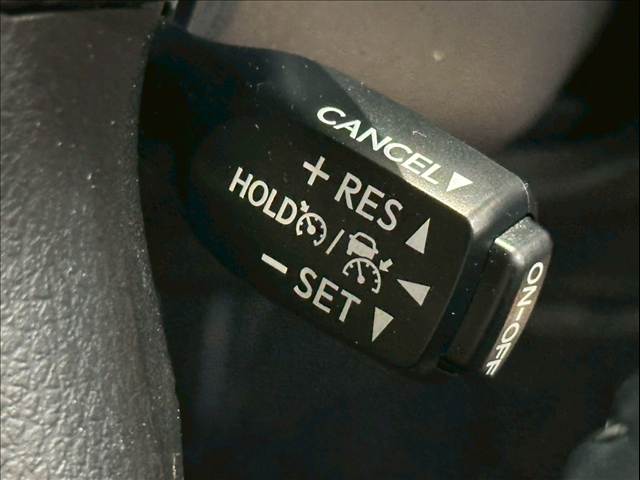 CANCEL
+ RES
HOLD /
- SET
ON-OFF